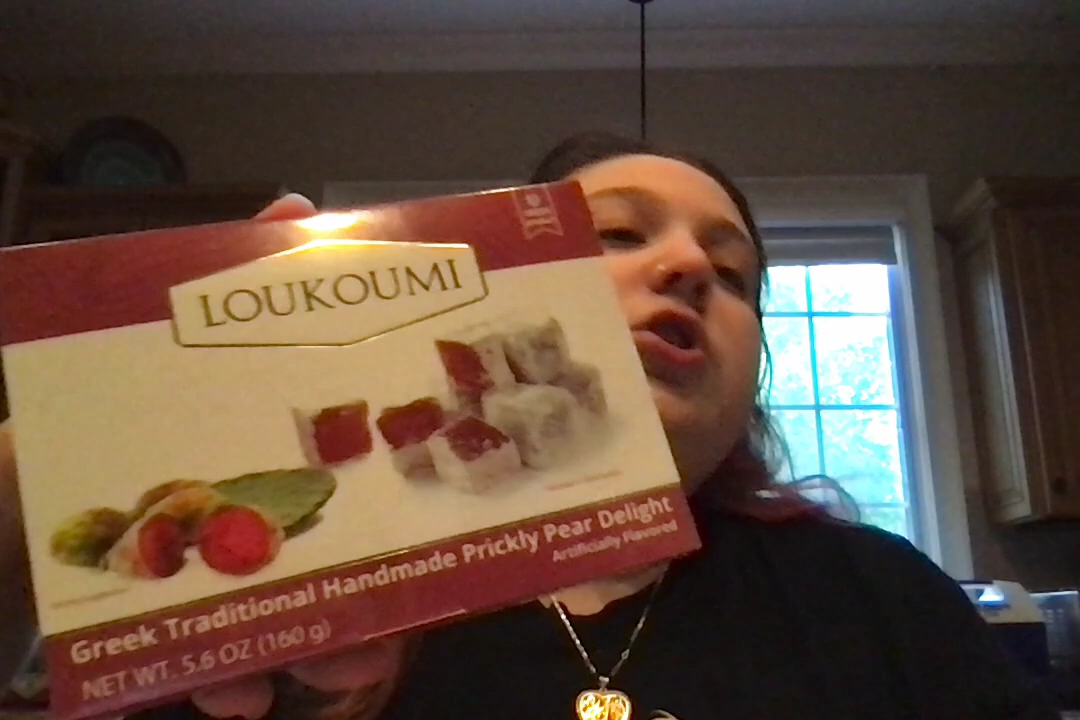 LOUKOUMI
Greek Traditional Handmade Prickly Pear Delight
Artificially Flavored
NET WT. 5.6 OZ (160 g)